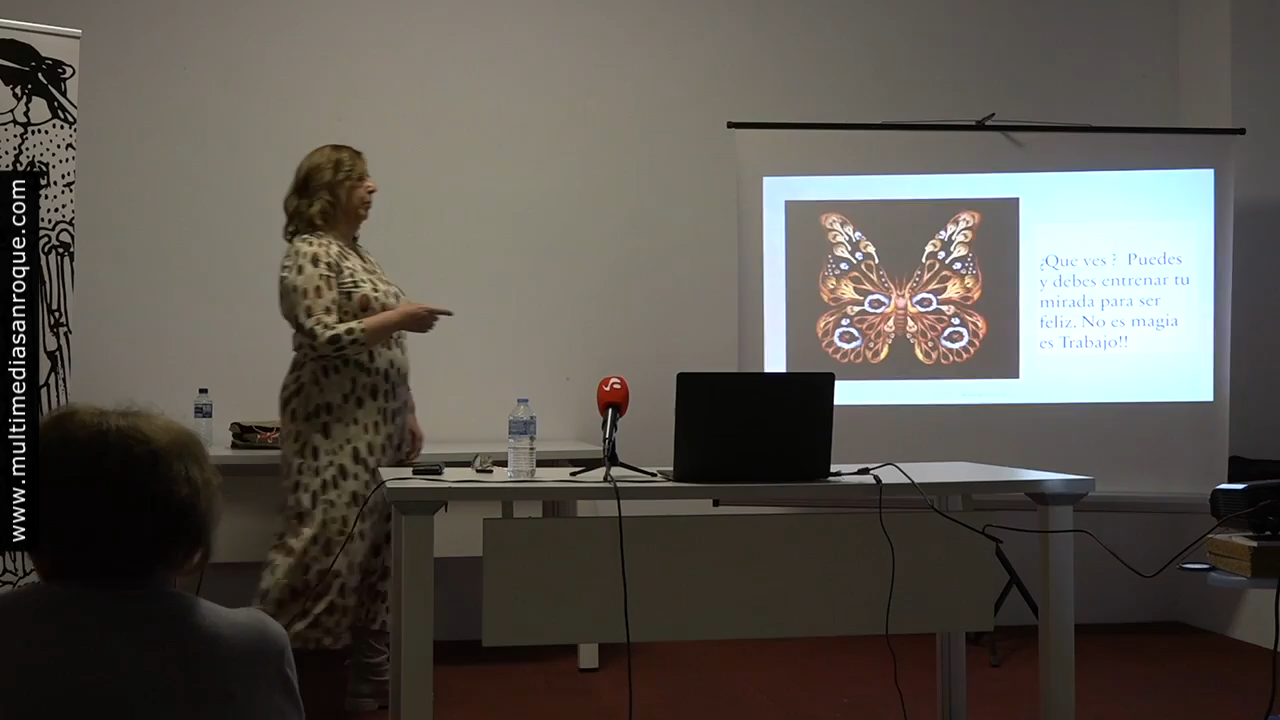 www.multimediasanroque.com
¿Que ves ? Puedes
y debes entrenar tu
mirada para ser
feliz. No es magia
es Trabajo!!